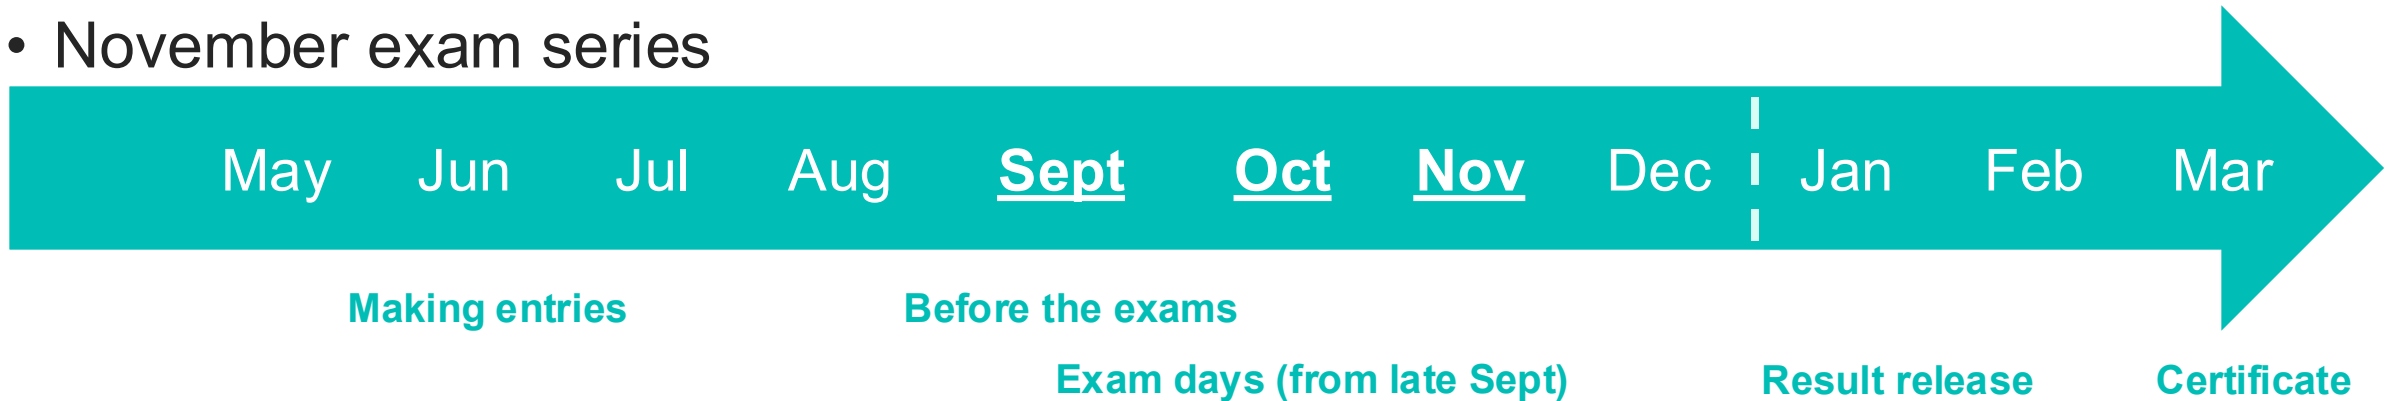 • November exam series
May Jun Jul Aug Sept Oct Nov Dec Jan Feb Mar
Making entries Before the exams
Exam days (from late Sept) Result release Certificate